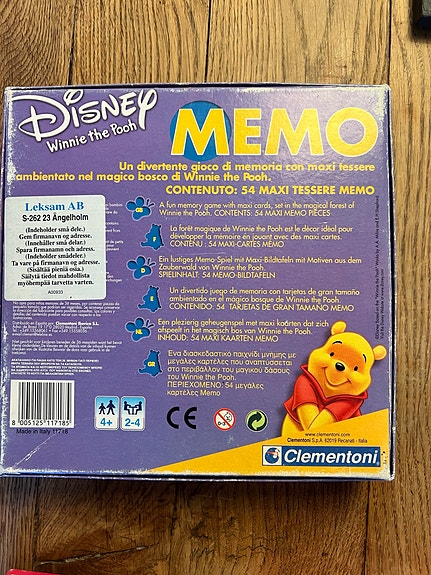 DISNEY
Winnie the Pooh
MEMO
Un divertente gioco di memoria con maxi tessere
ambientato nel magico bosco di Winnie the Pooh.
CONTENUTO: 54 MAXI TESSERE MEMO
Leksam AB
S-262 23 Ängelholm
(Indeholder små dele.)
Gem firmanavn og adresse.
(Innehåller små delar.)
Spara firmanamn och adress.
(Inneholder smådeler.)
Ta vare på firmanavn og adresse.
(Sisältää pieniä osia.)
Säilytä tiedot mahdollista
myöhempää tarvetta varten.
A00933
GB
A fun memory game with maxi cards, set in the magical forest of
Winnie the Pooh. CONTENTS: 54 MAXI MEMO PIECES
F
La forêt magique de Winnie the Pooh est le décor idéal pour
développer la mémoire en jouant avec des maxi cartes.
CONTENU : 54 MAXI-CARTES MÉMO
D
Ein lustiges Memo-Spiel mit Maxi-Bildtafeln mit Motiven aus dem
Zauberwald von Winnie the Pooh.
SPIELINHALT: 54 MEMO-BILDTAFELN
E
Un divertido juego de memoria con tarjetas de gran tamaño
ambientado en el mágico bosque de Winnie the Pooh.
CONTENIDO: 54 TARJETAS DE GRAN TAMAÑO MEMO
NL
Een plezierig geheugenspel met maxi kaarten dat zich
afspeelt in het magisch bos van Winnie the Pooh.
INHOUD: 54 MAXI KAARTEN MEMO
GR
Ένα διασκεδαστικό παιχνίδι μνήμης με
μεγάλες καρτέλες που αναπτύσσεται
στο περιβάλλον του μαγικού δάσους
του Winnie the Pooh.
ΠΕΡΙΕΧΟΜΕΝΟ: 54 μεγάλες
καρτέλες Memo
8 005125 117185
Made in Italy
4+
2-4
CE
0-3
www.clementoni.com
Clementoni S.p.A. 62019 Recanati - Italia
Clementoni